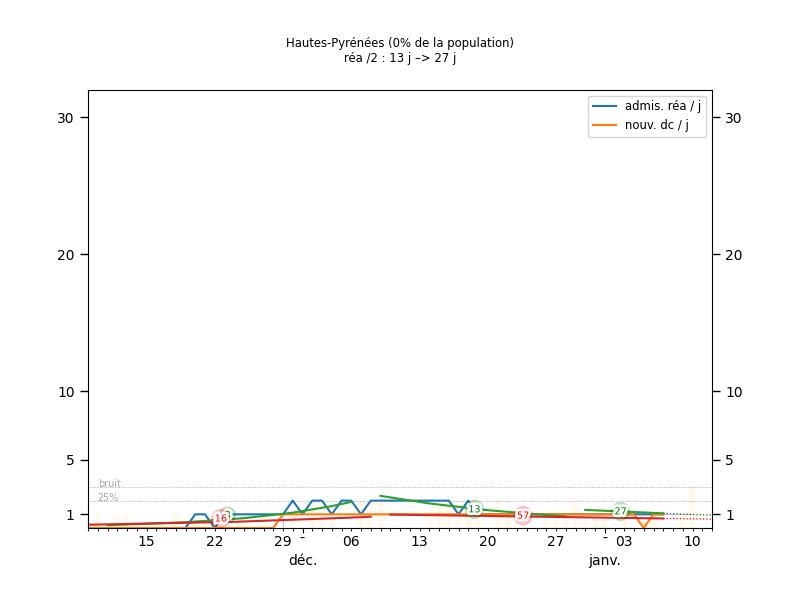 Hautes-Pyrénées (0% de la population)
réa /2 : 13 j –> 27 j
admis. réa / j
nouv. dc / j
30 30
20 20
10 10
5 5
bruit
25%
1 1
16 13 57 27
15 22 29 - 06 13 20 27 - 03 10
déc. janv.